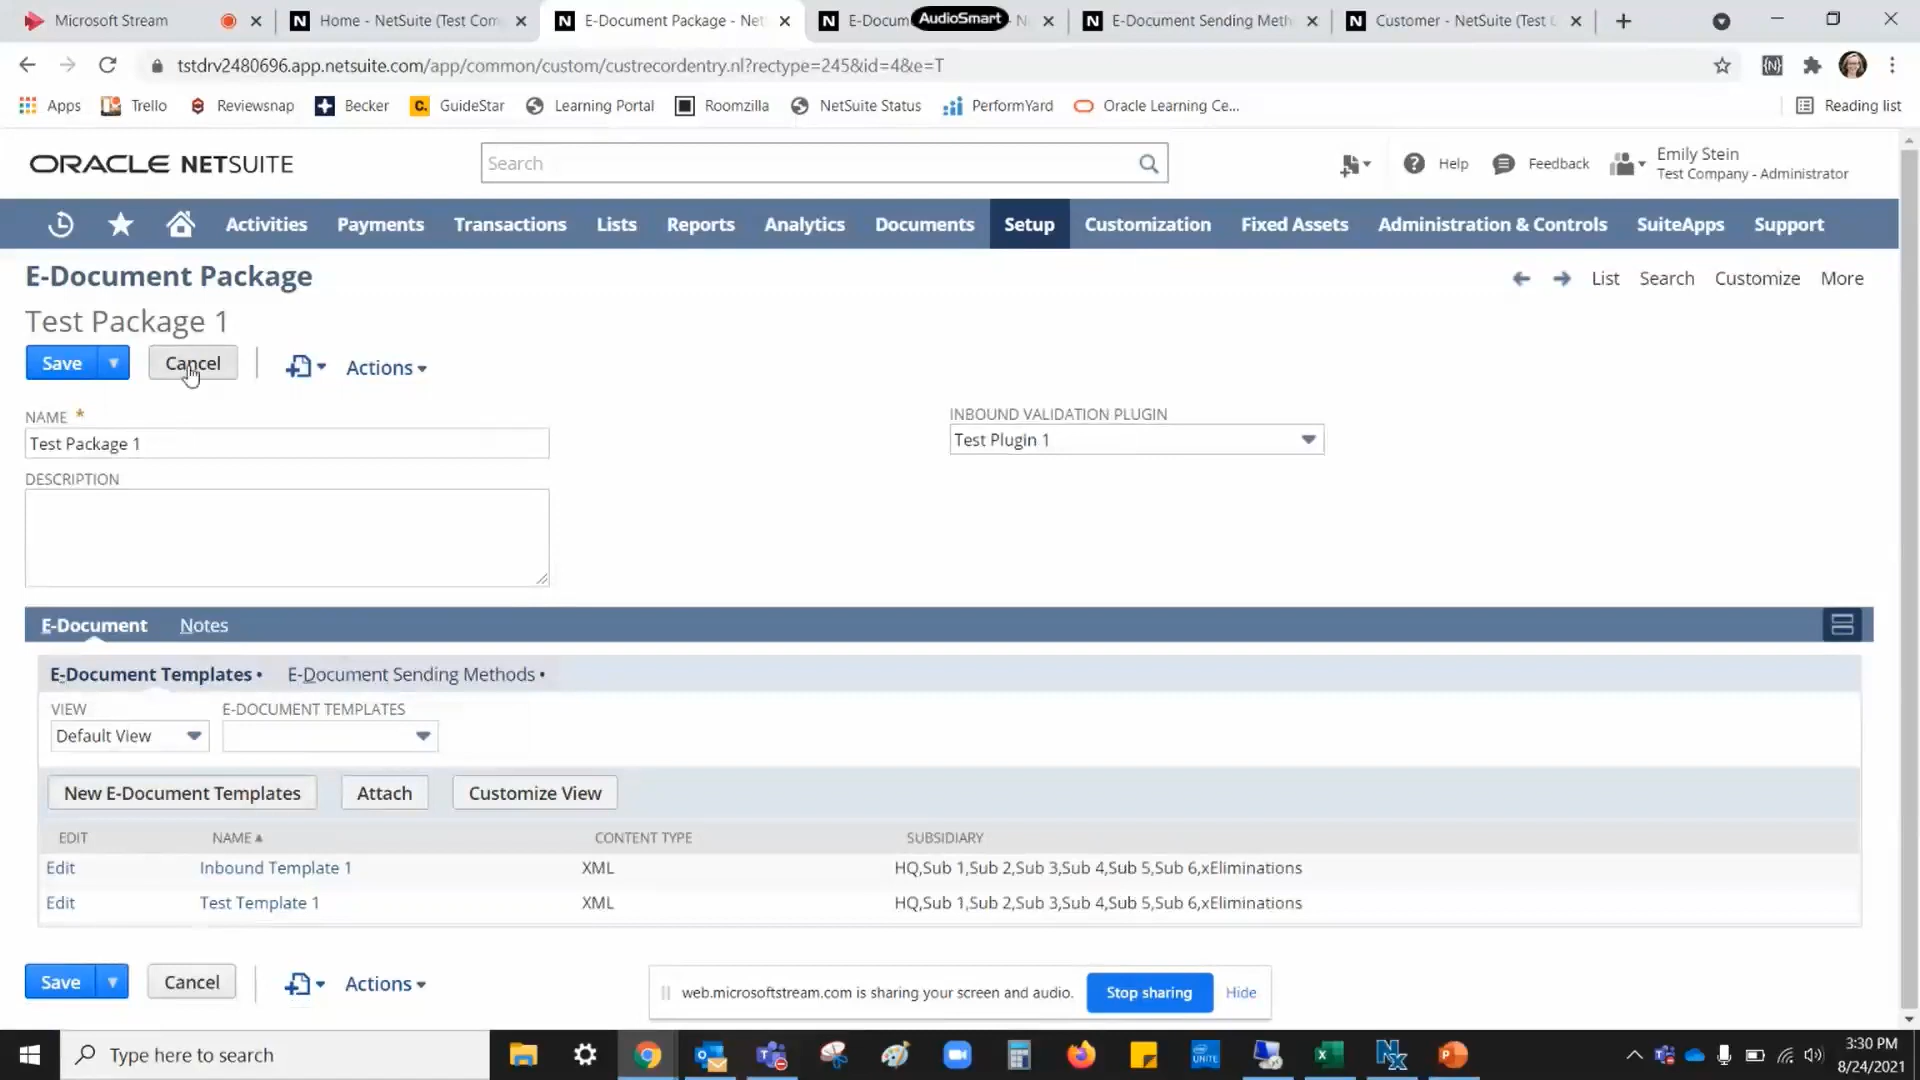 Microsoft Stream
Home - NetSuite (Test Com
E-Document Package - Net
E-Docum
AudioSmart
E-Document Sending Meth
Customer - NetSuite (Test C
tstdrv2480696.app.netsuite.com/app/common/custom/custrecordentry.nl?rectype=245&id=4&e=T
Apps Trello Reviewsnap Becker GuideStar Learning Portal Roomzilla NetSuite Status PerformYard Oracle Learning Ce... Reading list
ORACLE NETSUITE
Search
Help
Feedback
Emily Stein
Test Company - Administrator
Activities Payments Transactions Lists Reports Analytics Documents Setup Customization Fixed Assets Administration & Controls SuiteApps Support
E-Document Package
List Search Customize More
Test Package 1
Save Cancel Actions
NAME *
Test Package 1
INBOUND VALIDATION PLUGIN
Test Plugin 1
DESCRIPTION
E-Document Notes
E-Document Templates • E-Document Sending Methods •
VIEW E-DOCUMENT TEMPLATES
Default View
New E-Document Templates Attach Customize View
EDIT NAME CONTENT TYPE SUBSIDIARY
Edit Inbound Template 1 XML HQ,Sub 1,Sub 2,Sub 3,Sub 4,Sub 5,Sub 6,xEliminations
Edit Test Template 1 XML HQ,Sub 1,Sub 2,Sub 3,Sub 4,Sub 5,Sub 6,xEliminations
Save Cancel Actions
web.microsoftstream.com is sharing your screen and audio. Stop sharing Hide
Type here to search
3:30 PM
8/24/2021